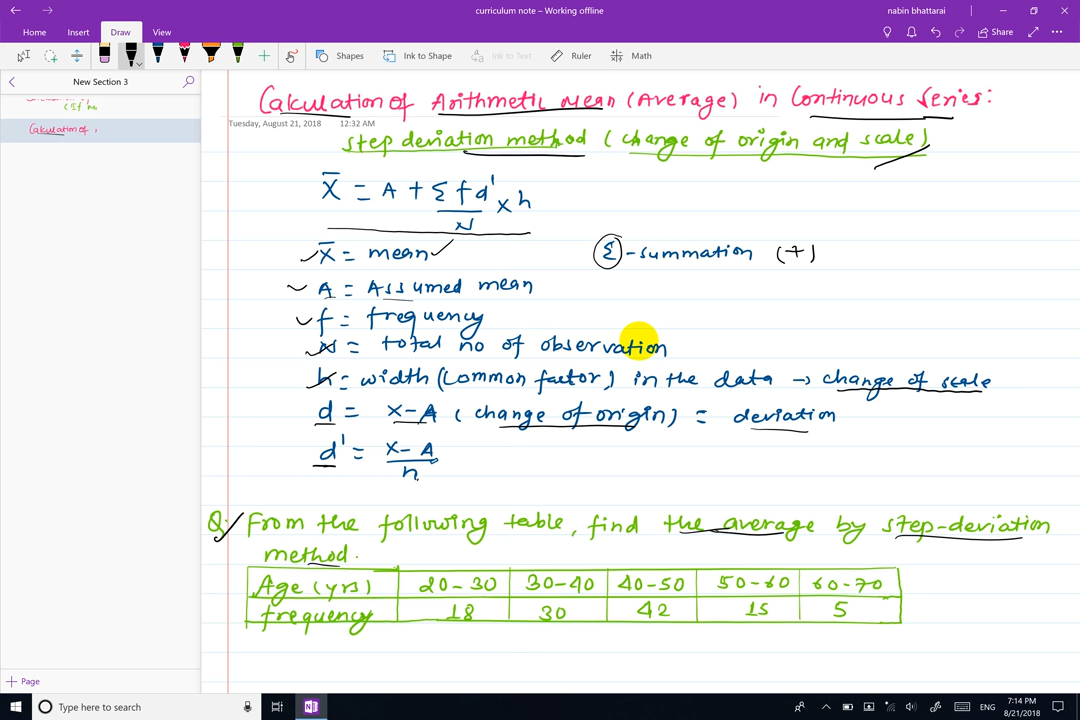 curriculum note – Working offline
nabin bhattarai
Home Insert Draw View
Share
Shapes Ink to Shape Ink to Text Ruler Math
New Section 3
Calculation of Arithmetic Mean (Average) in Continuous Series:
Tuesday, August 21, 2018 12:32 AM
Step deviation method (change of origin and scale)
X̄ = A + Σfd'/N × h
X̄ = mean
Σ - summation (+)
A = Assumed mean
f = frequency
N = total no of observation
h = width (common factor) in the data → change of scale
d = X-A (change of origin) = deviation
d' = X-A/h
Q. From the following table, find the average by step-deviation
method.
Age (yrs) 20-30 30-40 40-50 50-60 60-70
frequency 18 30 42 15 5
Calculation of
+ Page
Type here to search
ENG
7:14 PM
8/21/2018